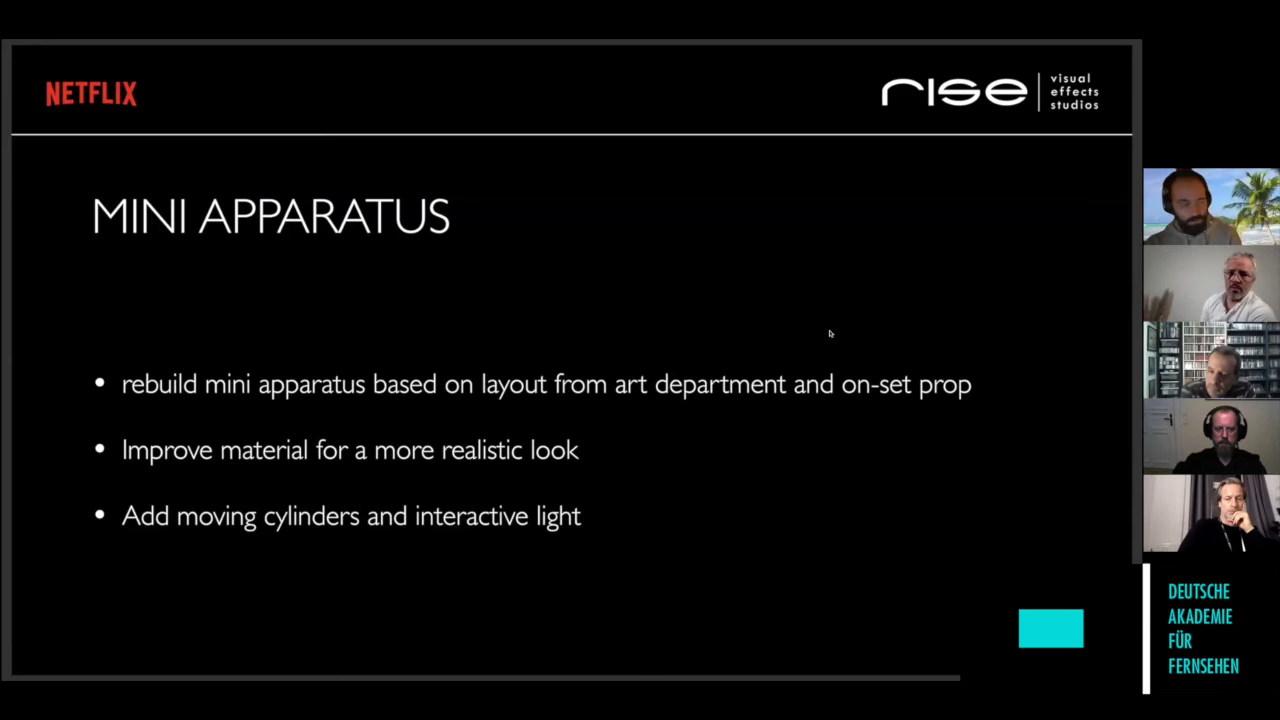 NETFLIX
rise
visual
effects
studios
MINI APPARATUS
• rebuild mini apparatus based on layout from art department and on-set prop
• Improve material for a more realistic look
• Add moving cylinders and interactive light
DEUTSCHE
AKADEMIE
FÜR
FERNSEHEN